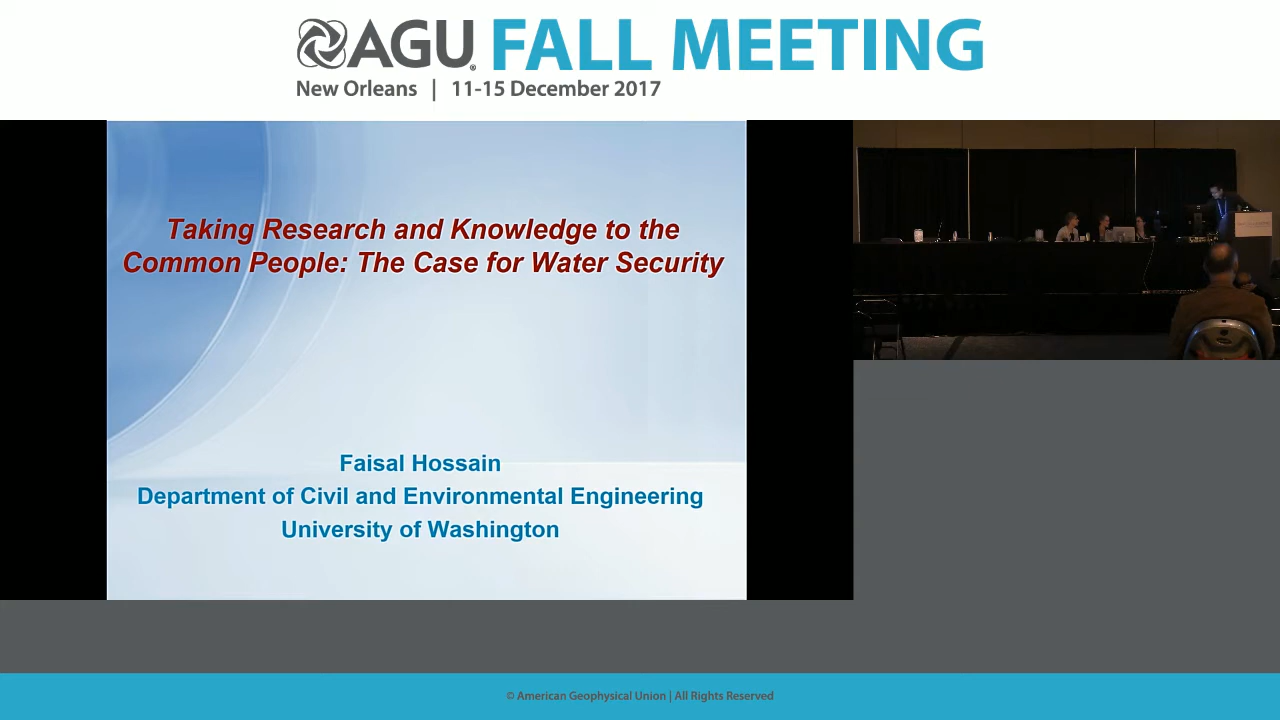 AGU FALL MEETING
New Orleans | 11-15 December 2017
Taking Research and Knowledge to the
Common People: The Case for Water Security
Faisal Hossain
Department of Civil and Environmental Engineering
University of Washington
© American Geophysical Union | All Rights Reserved